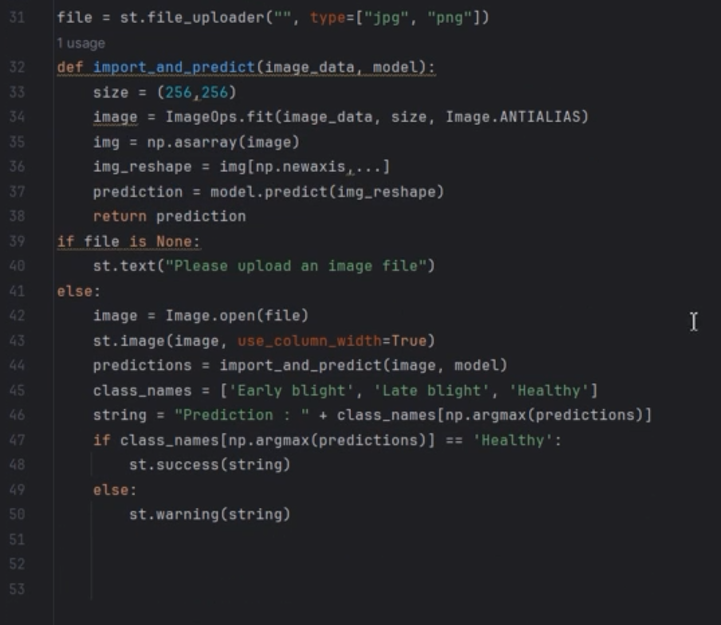 31 file = st.file_uploader("", type=["jpg", "png"])
1 usage
32 def import_and_predict(image_data, model):
33     size = (256,256)
34     image = ImageOps.fit(image_data, size, Image.ANTIALIAS)
35     img = np.asarray(image)
36     img_reshape = img[np.newaxis,...]
37     prediction = model.predict(img_reshape)
38     return prediction
39 if file is None:
40     st.text("Please upload an image file")
41 else:
42     image = Image.open(file)
43     st.image(image, use_column_width=True)
44     predictions = import_and_predict(image, model)
45     class_names = ['Early blight', 'Late blight', 'Healthy']
46     string = "Prediction : " + class_names[np.argmax(predictions)]
47     if class_names[np.argmax(predictions)] == 'Healthy':
48         st.success(string)
49     else:
50         st.warning(string)
51
52
53